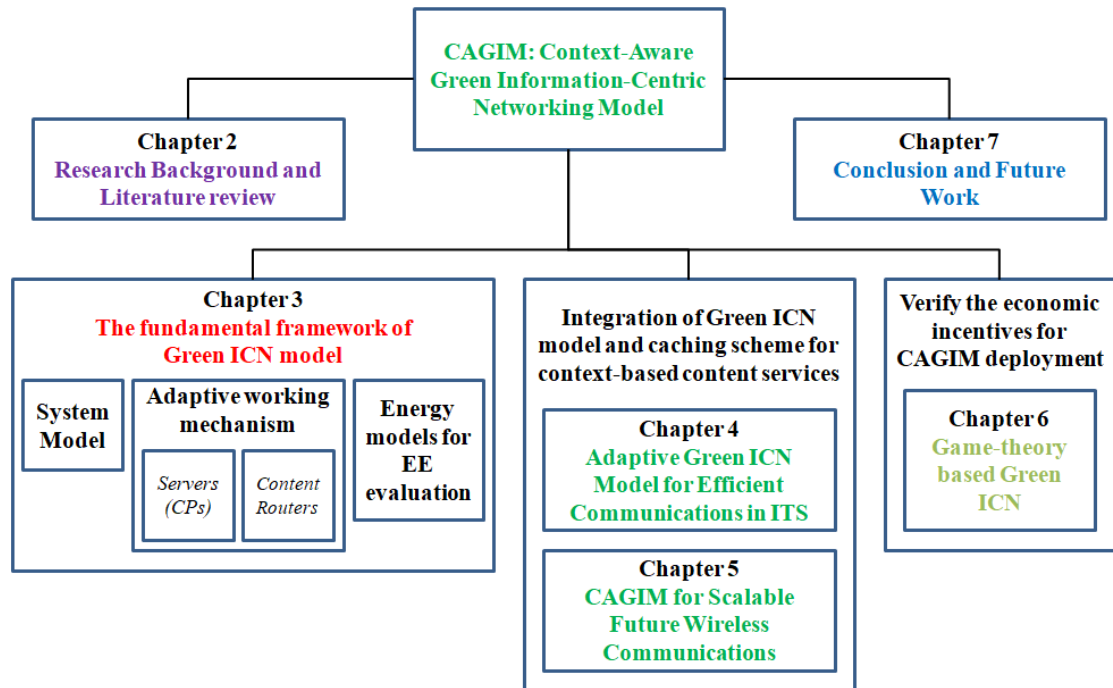 CAGIM: Context-Aware
Green Information-Centric
Networking Model
Chapter 2
Research Background and
Literature review
Chapter 7
Conclusion and Future
Work
Chapter 3
The fundamental framework of
Green ICN model
System
Model
Adaptive working
mechanism
Servers
(CPs)
Content
Routers
Energy
models for
EE
evaluation
Integration of Green ICN
model and caching scheme for
context-based content services
Chapter 4
Adaptive Green ICN
Model for Efficient
Communications in ITS
Chapter 5
CAGIM for Scalable
Future Wireless
Communications
Verify the economic
incentives for
CAGIM deployment
Chapter 6
Game-theory
based Green
ICN